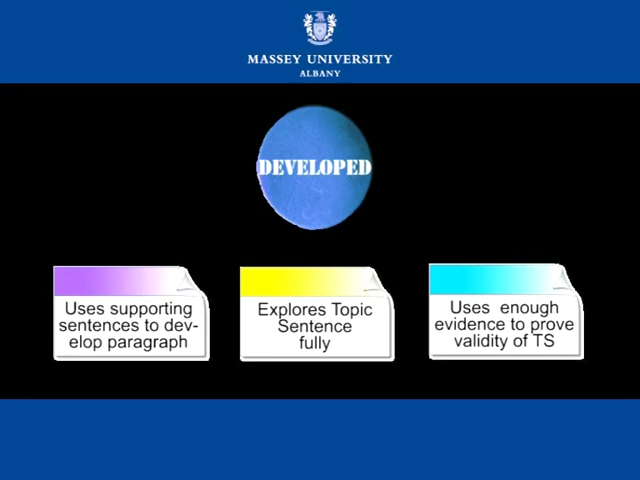 MASSEY UNIVERSITY
ALBANY
DEVELOPED
Uses supporting
sentences to dev-
elop paragraph
Explores Topic
Sentence
fully
Uses enough
evidence to prove
validity of TS